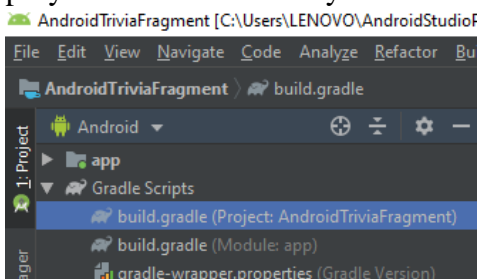 AndroidTriviaFragment [C:\Users\LENOVO\AndroidStudioP
File Edit View Navigate Code Analyze Refactor Bu
AndroidTriviaFragment build.gradle
1: Project
Android
app
Gradle Scripts
build.gradle (Project: AndroidTriviaFragment)
build.gradle (Module: app)
gradle-wrapper.properties (Gradle Version)
ager